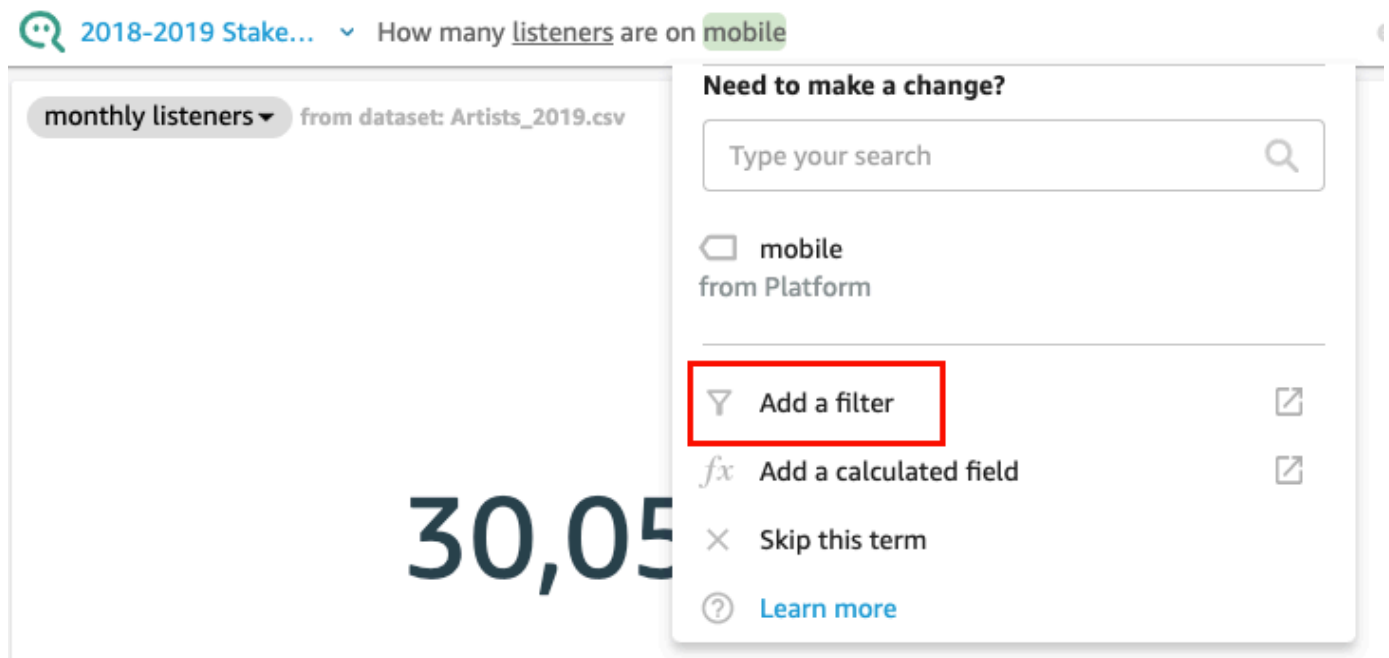 2018-2019 Stake... How many listeners are on mobile
Need to make a change?
monthly listeners from dataset: Artists_2019.csv
Type your search
mobile
from Platform
Add a filter
fx Add a calculated field
30,05
Skip this term
? Learn more